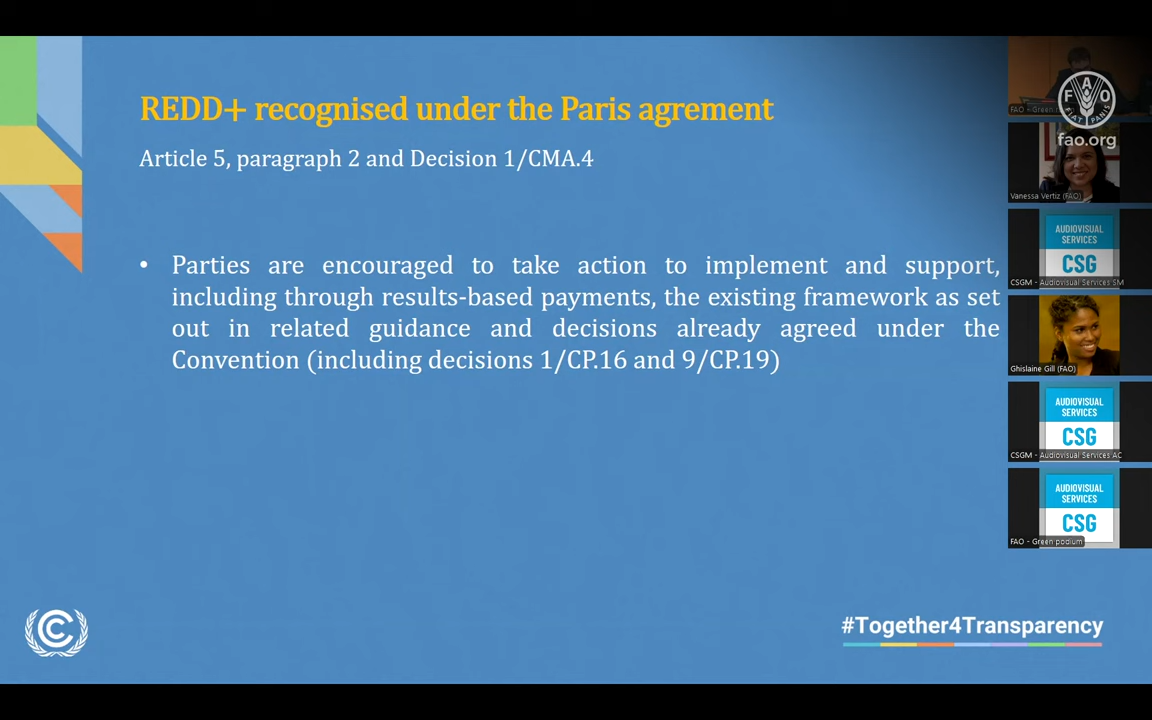 REDD+ recognised under the Paris agrement
Article 5, paragraph 2 and Decision 1/CMA.4
• Parties are encouraged to take action to implement and support,
including through results-based payments, the existing framework as set
out in related guidance and decisions already agreed under the
Convention (including decisions 1/CP.16 and 9/CP.19)
#Together4Transparency
FAO - Green
F A O
FIAT PANIS
fao.org
Vanessa Vertiz (FAO)
AUDIOVISUAL
SERVICES
CSG
CSGM - Audiovisual Services SM
Ghislaine Gill (FAO)
AUDIOVISUAL
SERVICES
CSG
CSGM - Audiovisual Services AC
AUDIOVISUAL
SERVICES
CSG
FAO - Green podium